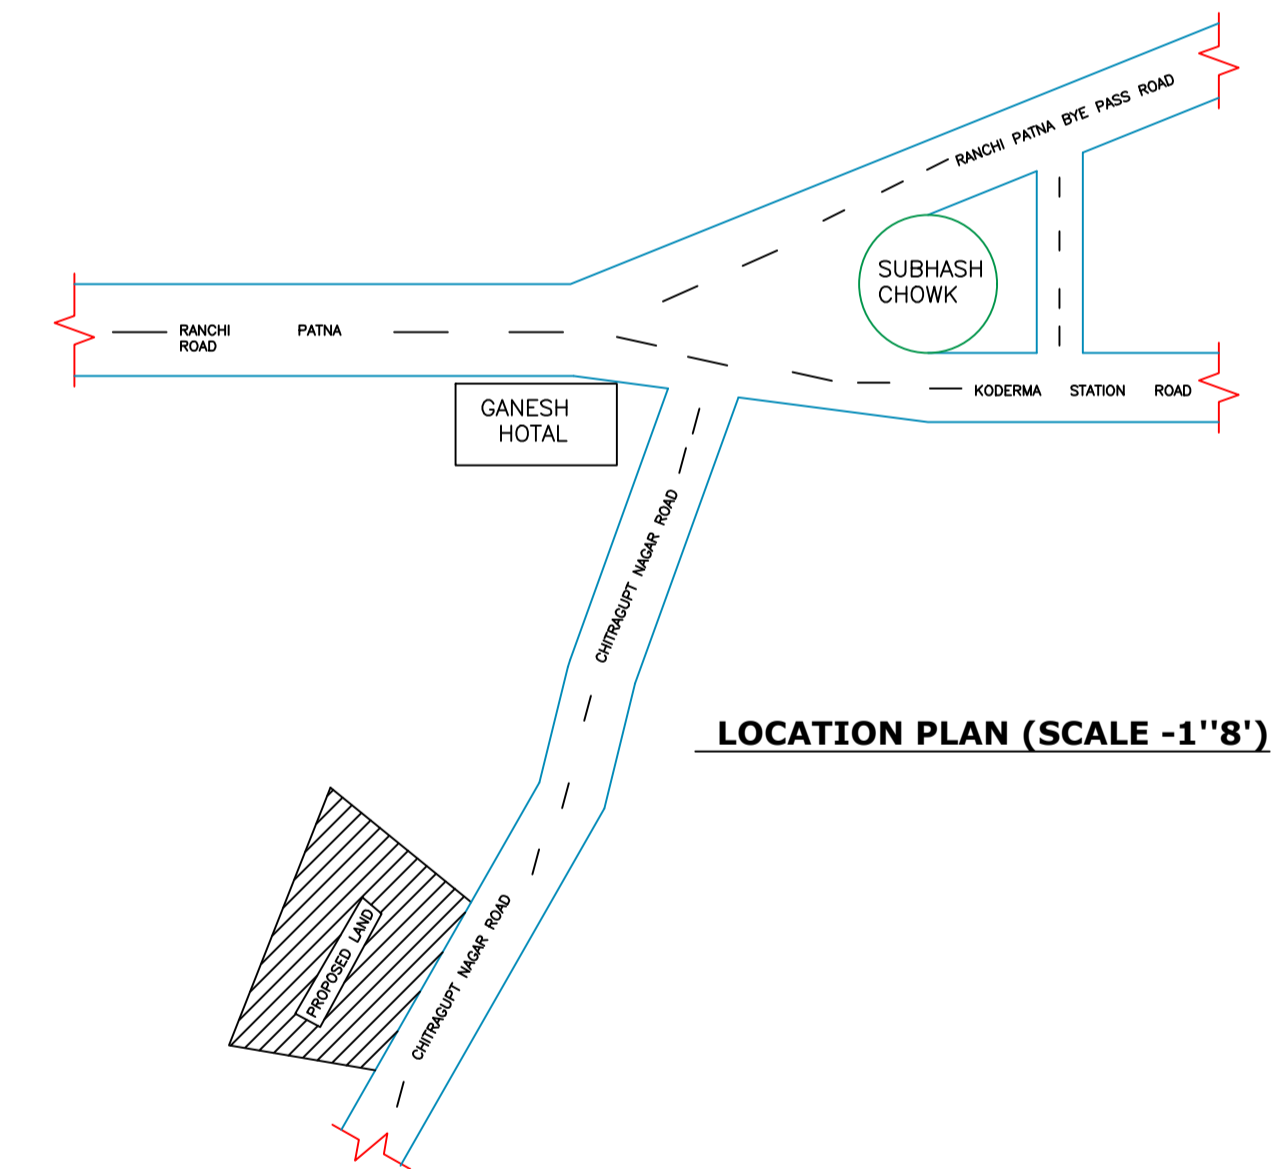 RANCHI PATNA BYE PASS ROAD
SUBHASH
CHOWK
RANCHI PATNA
ROAD
KODERMA STATION ROAD
GANESH
HOTAL
CHITRAGUPT NAGAR ROAD
LOCATION PLAN (SCALE -1''8')
PROPOSED LAND
CHITRAGUPT NAGAR ROAD